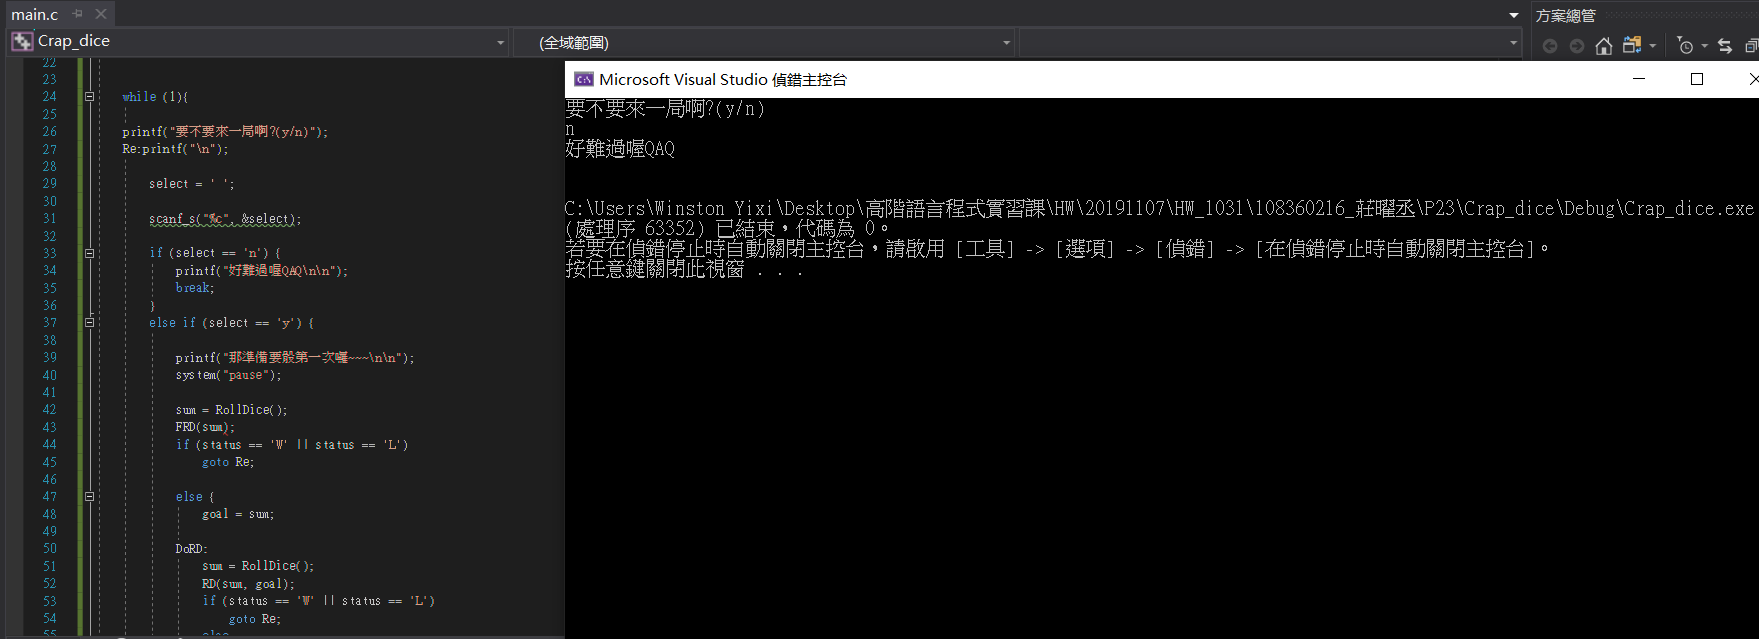 main.c
方案總管
Crap_dice
(全域範圍)
22
23
24 while (1){
25
26 printf("要不要來一局啊?(y/n)");
27 Re:printf("\n");
28
29 select = ' ';
30
31 scanf_s("%c", &select);
32
33 if (select == 'n') {
34 printf("好難過喔QAQ\n\n");
35 break;
36 }
37 else if (select == 'y') {
38
39 printf("那準備要骰第一次囉~~~\n\n");
40 system("pause");
41
42 sum = RollDice();
43 FRD(sum);
44 if (status == 'W' || status == 'L')
45 goto Re;
46
47 else {
48 goal = sum;
49
50 DoRD:
51 sum = RollDice();
52 RD(sum, goal);
53 if (status == 'W' || status == 'L')
54 goto Re;
55 else
Microsoft Visual Studio 偵錯主控台
要不要來一局啊?(y/n)
n
好難過喔QAQ
C:\Users\Winston Yixi\Desktop\高階語言程式實習課\HW\20191107\HW_1031\108360216_莊曜丞\P23\Crap_dice\Debug\Crap_dice.exe
(處理序 63352) 已結束，代碼為 0。
若要在偵錯停止時自動關閉主控台，請啟用 [工具] -> [選項] -> [偵錯] -> [在偵錯停止時自動關閉主控台]。
按任意鍵關閉此視窗 . . .